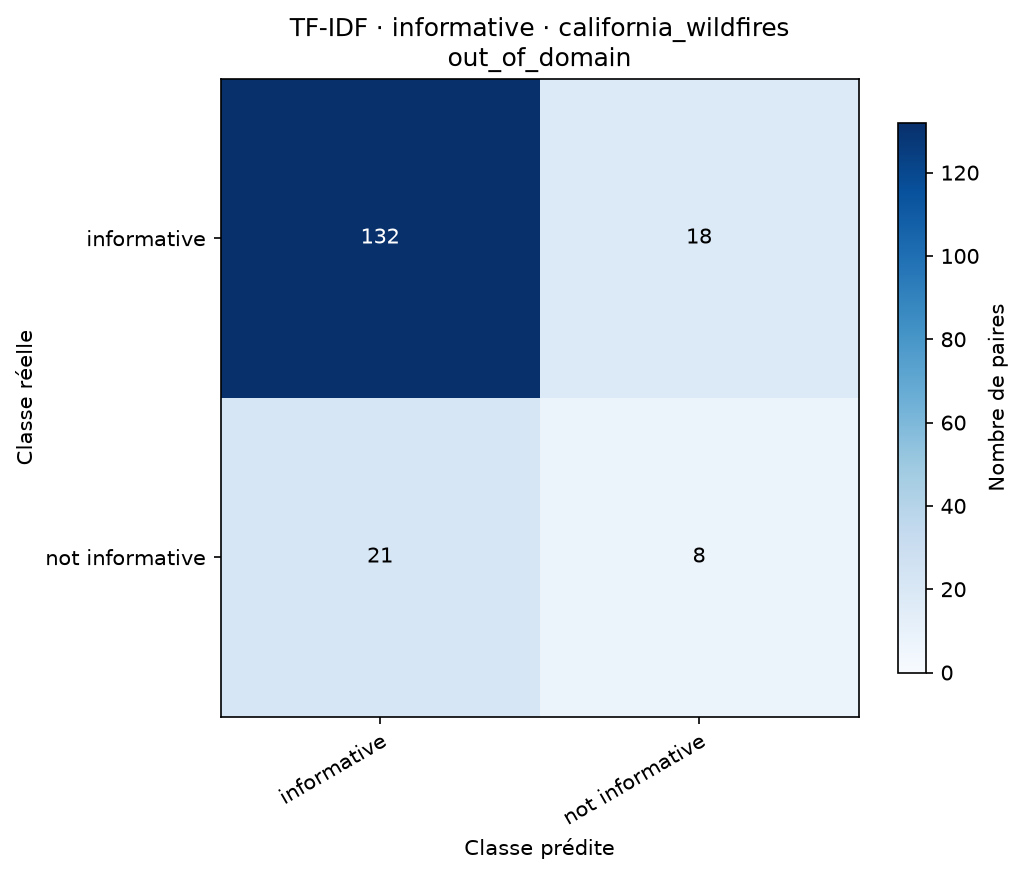 TF-IDF · informative · california_wildfires
out_of_domain
informative
132
18
not informative
21
8
informative
not informative
Classe prédite
Classe réelle
120
100
80
60
40
20
0
Nombre de paires